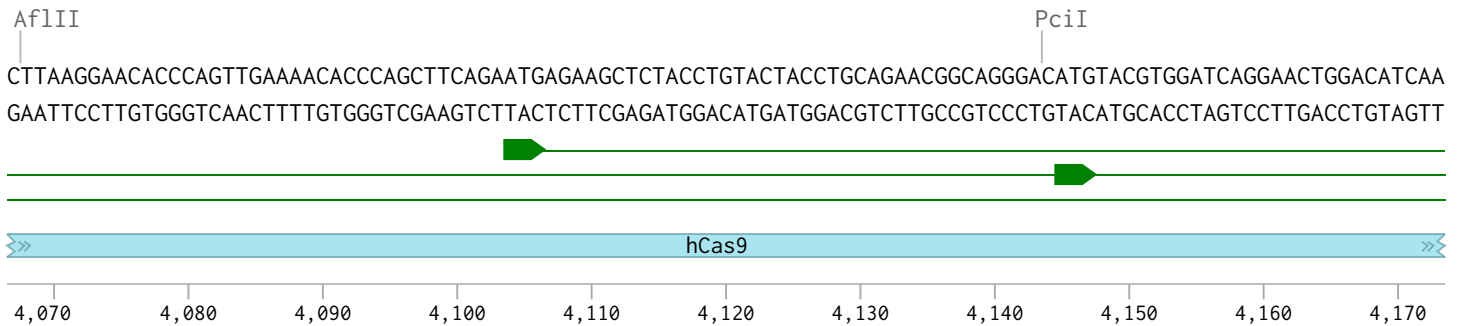 AflII PciI
CTTAAGGAACACCCAGTTGAAAACACCCAGCTTCAGAATGAGAAGCTCTACCTGTACTACCTGCAGAACGGCAGGGACATGTACGTGGATCAGGAACTGGACATCAA
GAATTCCTTGTGGGTCAACTTTTGTGGGTCGAAGTCTTACTCTTCGAGATGGACATGATGGACGTCTTGCCGTCCCTGTACATGCACCTAGTCCTTGACCTGTAGTT
hCas9
4,070 4,080 4,090 4,100 4,110 4,120 4,130 4,140 4,150 4,160 4,170